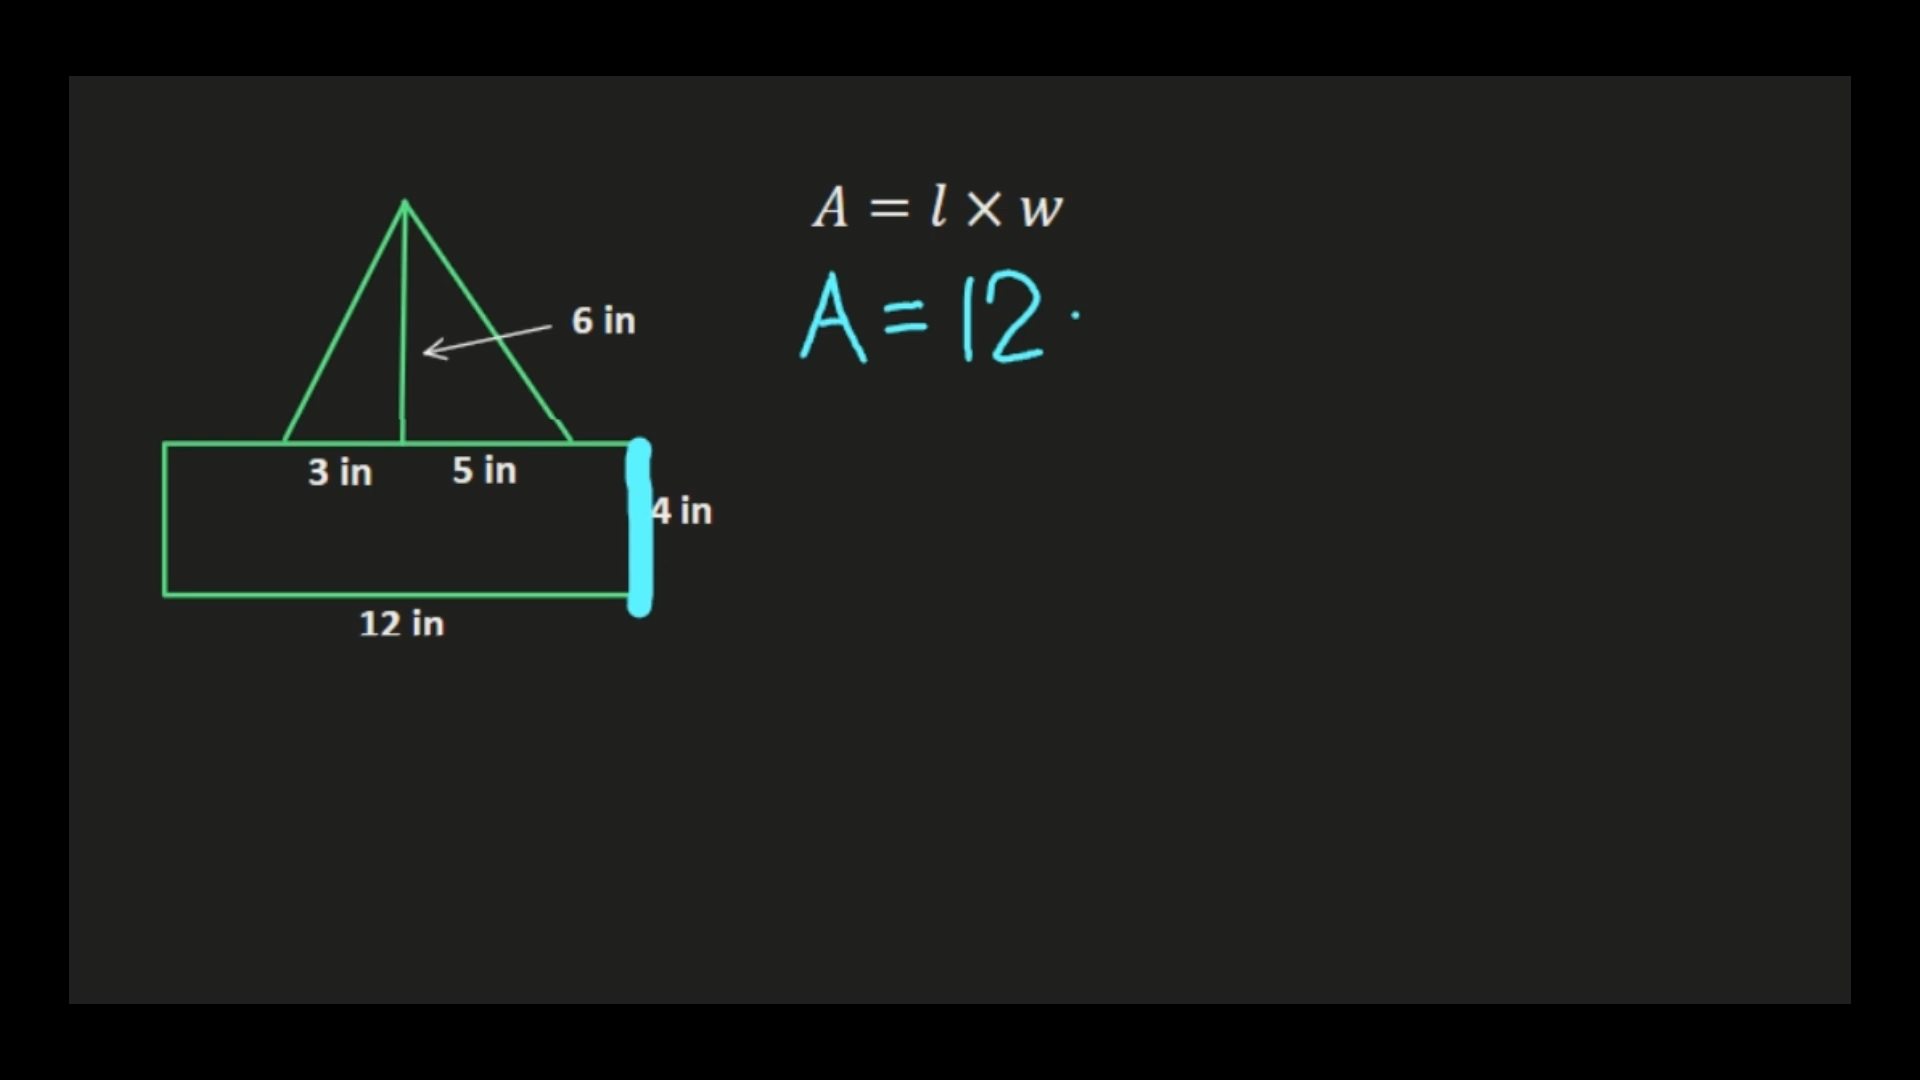 A = l × w
A = 12 ·
6 in
3 in 5 in
4 in
12 in